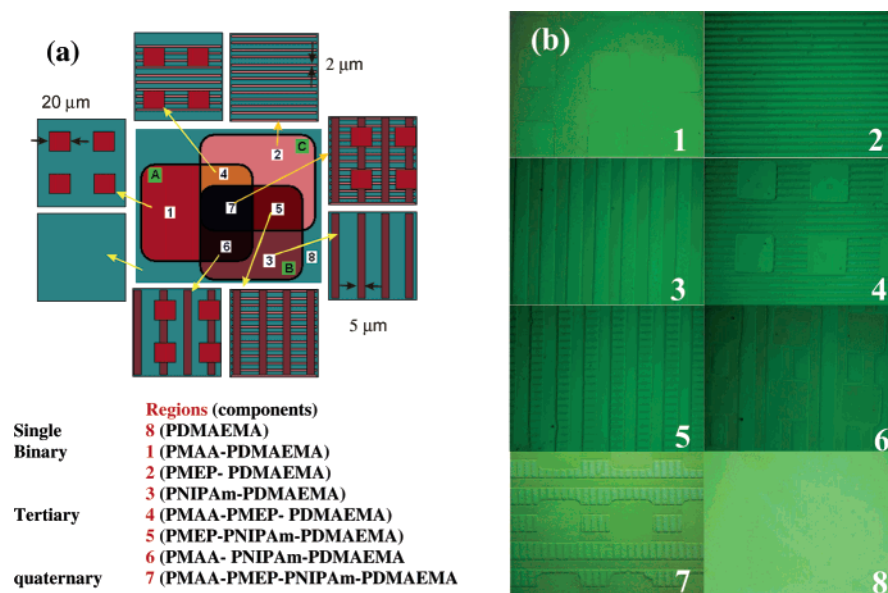 (a)
2 µm
20 µm
C
2
A
4
1
7
5
6
3
8
B
5 µm
Regions (components)
Single 8 (PDMAEMA)
Binary 1 (PMAA-PDMAEMA)
2 (PMEP- PDMAEMA)
3 (PNIPAm-PDMAEMA)
Tertiary 4 (PMAA-PMEP- PDMAEMA)
5 (PMEP-PNIPAm-PDMAEMA)
6 (PMAA- PNIPAm-PDMAEMA
quaternary 7 (PMAA-PMEP-PNIPAm-PDMAEMA
(b)
1
2
3
4
5
6
7
8